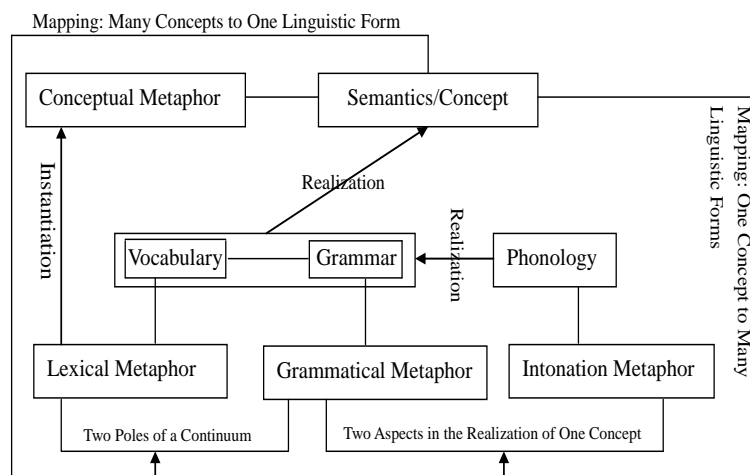 Mapping: Many Concepts to One Linguistic Form
Conceptual Metaphor
Semantics/Concept
Mapping: One Concept to Many
Linguistic Forms
Instantiation
Realization
Realization
Vocabulary
Grammar
Phonology
Lexical Metaphor
Grammatical Metaphor
Intonation Metaphor
Two Poles of a Continuum
Two Aspects in the Realization of One Concept